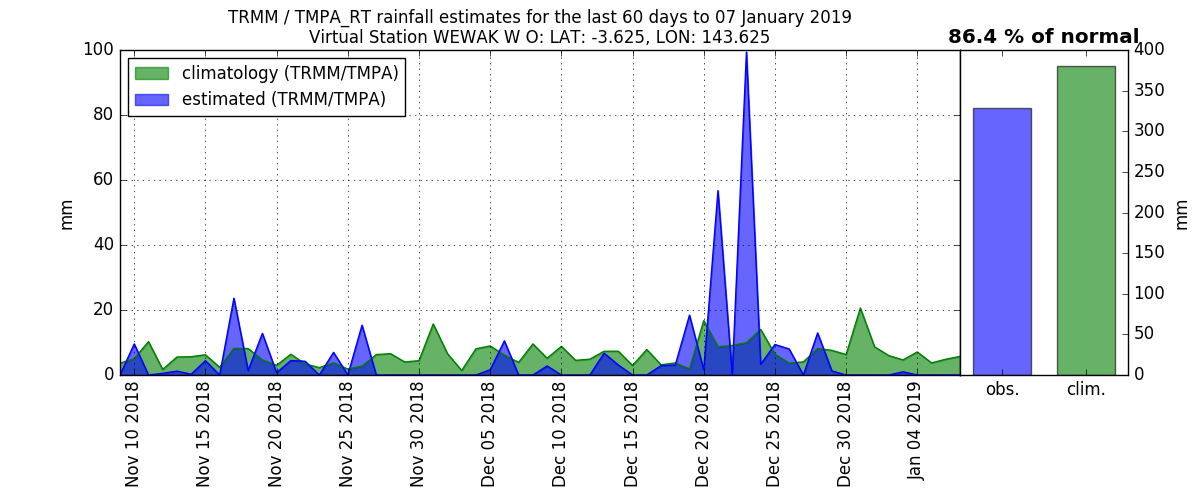 TRMM / TMPA_RT rainfall estimates for the last 60 days to 07 January 2019
Virtual Station WEWAK W O: LAT: -3.625, LON: 143.625
86.4 % of normal
climatology (TRMM/TMPA)
estimated (TRMM/TMPA)
mm
100
80
60
40
20
0
Nov 10 2018
Nov 15 2018
Nov 20 2018
Nov 25 2018
Nov 30 2018
Dec 05 2018
Dec 10 2018
Dec 15 2018
Dec 20 2018
Dec 25 2018
Dec 30 2018
Jan 04 2019
obs.
clim.
400
350
300
250
200
150
100
50
0
mm